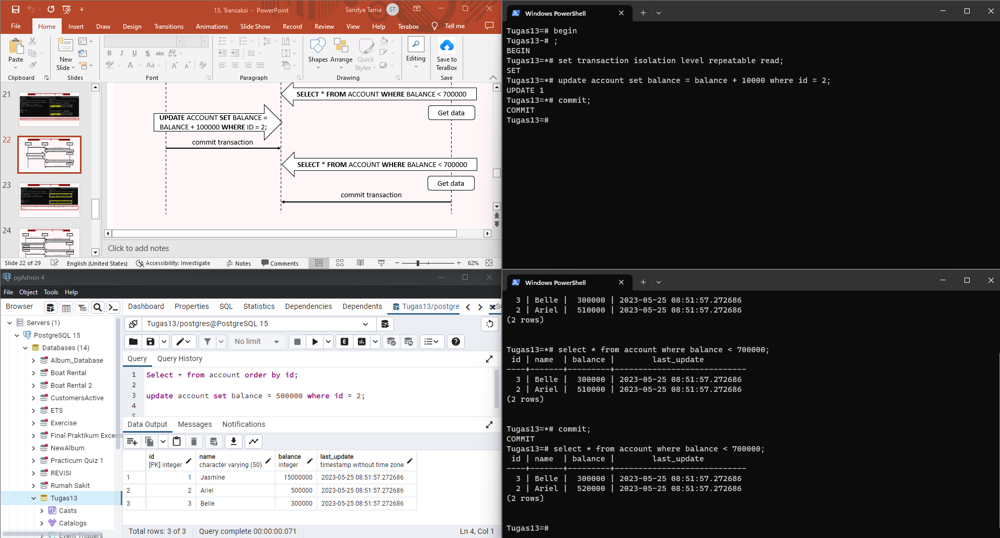 13. Transaksi - PowerPoint
Sandya Tama ST
File Home Insert Draw Design Transitions Animations Slide Show Record Review View Help Terabox Tell me
Paste
New
Slide
B I U S abc AV
A Aa A A
Shapes Arrange Quick
Styles
Editing
Save to
TeraBox
Clipboard Slides Font Paragraph Drawing Save
21
22
23
24
SELECT * FROM ACCOUNT WHERE BALANCE < 700000
Get data
UPDATE ACCOUNT SET BALANCE =
BALANCE + 100000 WHERE ID = 2;
commit transaction
SELECT * FROM ACCOUNT WHERE BALANCE < 700000
Get data
commit transaction
Click to add notes
Slide 22 of 29 English (United States) Accessibility: Investigate Notes Comments 62%
Windows PowerShell
Tugas13=# begin
Tugas13-# ;
BEGIN
Tugas13=*# set transaction isolation level repeatable read;
SET
Tugas13=*# update account set balance = balance + 10000 where id = 2;
UPDATE 1
Tugas13=*# commit;
COMMIT
Tugas13=#
pgAdmin 4
File Object Tools Help
Browser
Dashboard Properties SQL Statistics Dependencies Dependents Tugas13/postgre
Servers (1)
PostgreSQL 15
Databases (14)
Album_Database
Boat Rental
Boat Rental 2
CustomersActive
ETS
Exercise
Final Praktikum Excerci
NewAlbum
Practicum Quiz 1
REVISI
Rumah Sakit
Tugas13
Casts
Catalogs
Event Triggers
Tugas13/postgres@PostgreSQL 15
No limit
E
Query Query History
1 Select * from account order by id;
2
3 update account set balance = 500000 where id = 2;
4
5
Data Output Messages Notifications
id name balance last_update
[PK] integer character varying (50) integer timestamp without time zone
1 1 Jasmine 15000000 2023-05-25 08:51:57.272686
2 2 Ariel 500000 2023-05-25 08:51:57.272686
3 3 Belle 300000 2023-05-25 08:51:57.272686
Total rows: 3 of 3 Query complete 00:00:00.071 Ln 4, Col 1
Windows PowerShell
3 | Belle | 300000 | 2023-05-25 08:51:57.272686
2 | Ariel | 510000 | 2023-05-25 08:51:57.272686
(2 rows)
Tugas13=*# select * from account where balance < 700000;
id | name | balance | last_update
----+-------+---------+----------------------------
3 | Belle | 300000 | 2023-05-25 08:51:57.272686
2 | Ariel | 510000 | 2023-05-25 08:51:57.272686
(2 rows)
Tugas13=*# commit;
COMMIT
Tugas13=# select * from account where balance < 700000;
id | name | balance | last_update
----+-------+---------+----------------------------
3 | Belle | 300000 | 2023-05-25 08:51:57.272686
2 | Ariel | 520000 | 2023-05-25 08:51:57.272686
(2 rows)
Tugas13=#